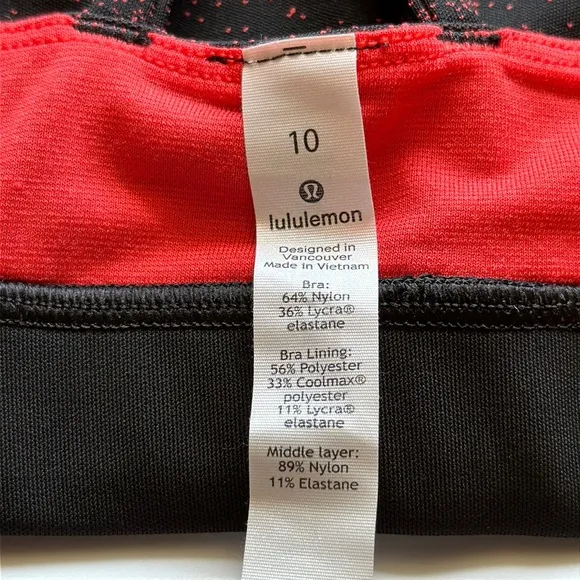 10
lululemon
Designed in
Vancouver
Made in Vietnam
Bra:
64% Nylon
36% Lycra®
elastane
Bra Lining:
56% Polyester
33% Coolmax®
polyester
11% Lycra®
elastane
Middle layer:
89% Nylon
11% Elastane